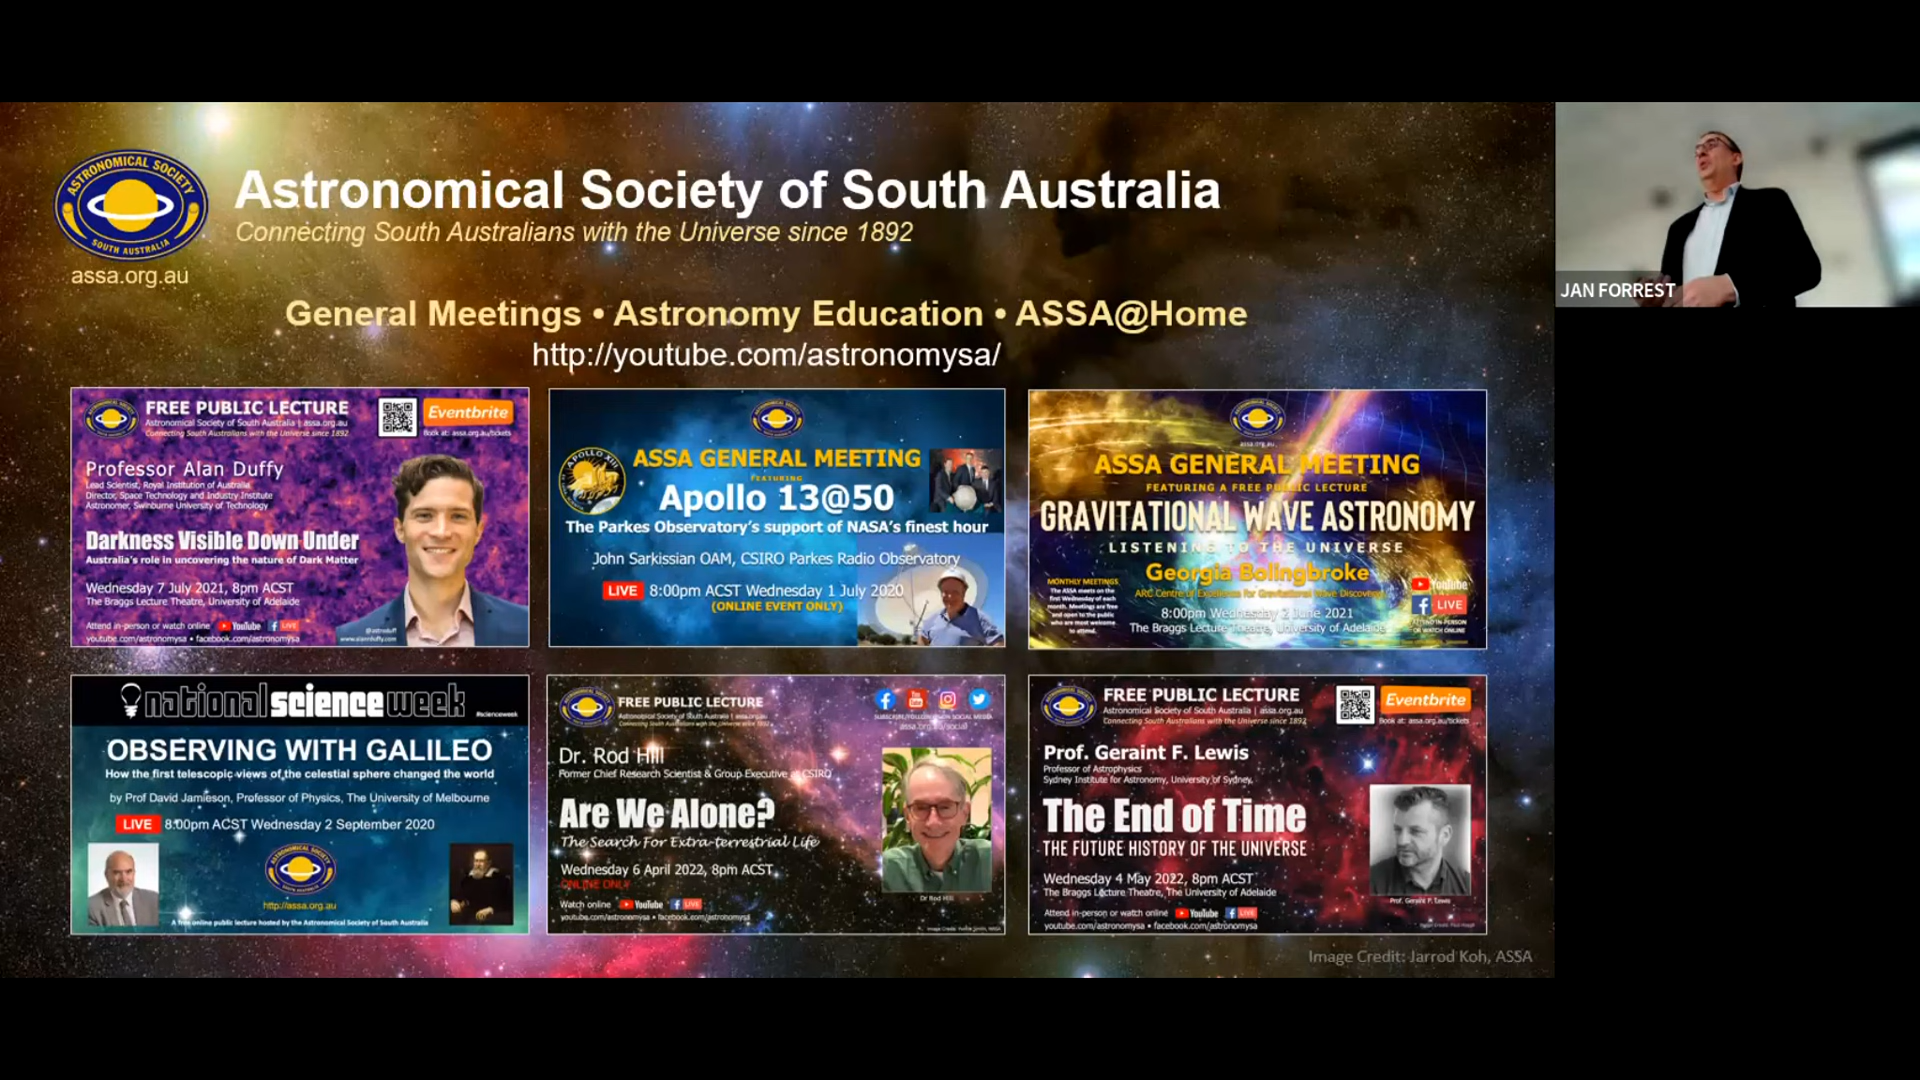 ASTRONOMICAL SOCIETY
SOUTH AUSTRALIA
assa.org.au
Astronomical Society of South Australia
Connecting South Australians with the Universe since 1892
General Meetings • Astronomy Education • ASSA@Home
http://youtube.com/astronomysa/
JAN FORREST
FREE PUBLIC LECTURE
Astronomical Society of South Australia | assa.org.au
Connecting South Australians with the Universe since 1892
Eventbrite
Book at: assa.org.au/tickets
Professor Alan Duffy
Lead Scientist, Royal Institution of Australia
Director, Space Technology and Industry Institute
Astronomer, Swinburne University of Technology
Darkness Visible Down Under
Australia's role in uncovering the nature of Dark Matter
Wednesday 7 July 2021, 8pm ACST
The Braggs Lecture Theatre, University of Adelaide
Attend in-person or watch online YouTube LIVE
youtube.com/astronomysa • facebook.com/astronomysa
@astroduff
www.alanrduffy.com
APOLLO XIII
ASSA GENERAL MEETING
FEATURING
Apollo 13@50
The Parkes Observatory's support of NASA's finest hour
John Sarkissian OAM, CSIRO Parkes Radio Observatory
LIVE 8:00pm ACST Wednesday 1 July 2020
(ONLINE EVENT ONLY)
assa.org.au
ASSA GENERAL MEETING
FEATURING A FREE PUBLIC LECTURE
GRAVITATIONAL WAVE ASTRONOMY
LISTENING TO THE UNIVERSE
Georgia Bolingbroke
ARC Centre of Excellence for Gravitational Wave Discovery
8:00pm Wednesday 2 June 2021
The Braggs Lecture Theatre, University of Adelaide
MONTHLY MEETINGS
The ASSA meets on the
first Wednesday of each
month. Meetings are free
and open to the public
who are most welcome
to attend.
YouTube
LIVE
ATTEND IN-PERSON
OR WATCH ONLINE
nationalscienceweek
#scienceweek
OBSERVING WITH GALILEO
How the first telescopic views of the celestial sphere changed the world
by Prof David Jamieson, Professor of Physics, The University of Melbourne
LIVE 8:00pm ACST Wednesday 2 September 2020
http://assa.org.au
A free online public lecture hosted by the Astronomical Society of South Australia
FREE PUBLIC LECTURE
Astronomical Society of South Australia | assa.org.au
Connecting South Australians with the Universe since 1892
assa.org.au/social
Dr. Rod Hill
Former Chief Research Scientist & Group Executive at CSIRO
Are We Alone?
The Search For Extra-terrestrial Life
Wednesday 6 April 2022, 8pm ACST
ONLINE ONLY
Watch online YouTube LIVE
youtube.com/astronomysa • facebook.com/astronomysa
Dr Rod Hill
FREE PUBLIC LECTURE
Astronomical Society of South Australia | assa.org.au
Connecting South Australians with the Universe since 1892
Eventbrite
Book at: assa.org.au/tickets
Prof. Geraint F. Lewis
Professor of Astrophysics
Sydney Institute for Astronomy, University of Sydney
The End of Time
THE FUTURE HISTORY OF THE UNIVERSE
Wednesday 4 May 2022, 8pm ACST
The Braggs Lecture Theatre, The University of Adelaide
Attend in-person or watch online YouTube LIVE
youtube.com/astronomysa • facebook.com/astronomysa
Prof. Geraint F. Lewis
Image Credit: Jarrod Koh, ASSA